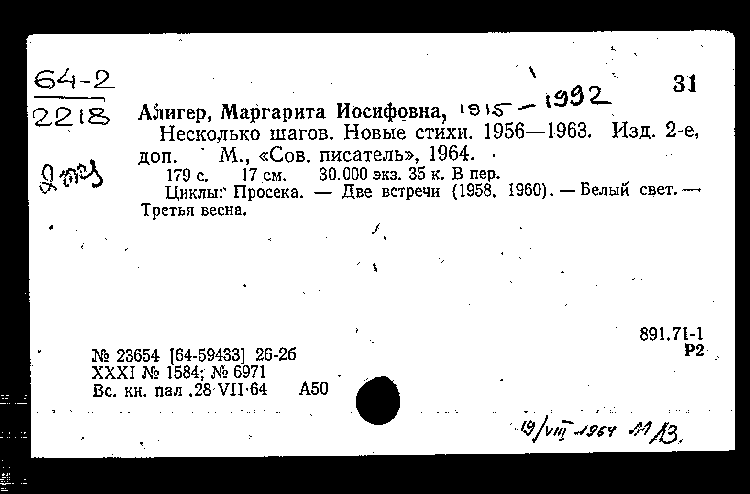 64-2
2218
31
Алигер, Маргарита Иосифовна, 1915 — 1992
Несколько шагов. Новые стихи. 1956—1963. Изд. 2-е,
доп. М., «Сов. писатель», 1964.
179 с. 17 см. 30.000 экз. 35 к. В пер.
Циклы: Просека. — Две встречи (1958, 1960). — Белый свет. —
Третья весна.
891.71-1
Р2
№ 23654 [64-59433] 26-2б
XXXI № 1584; № 6971
Вс. кн. пал. 28 VII 64 А50
19/VIII 1964